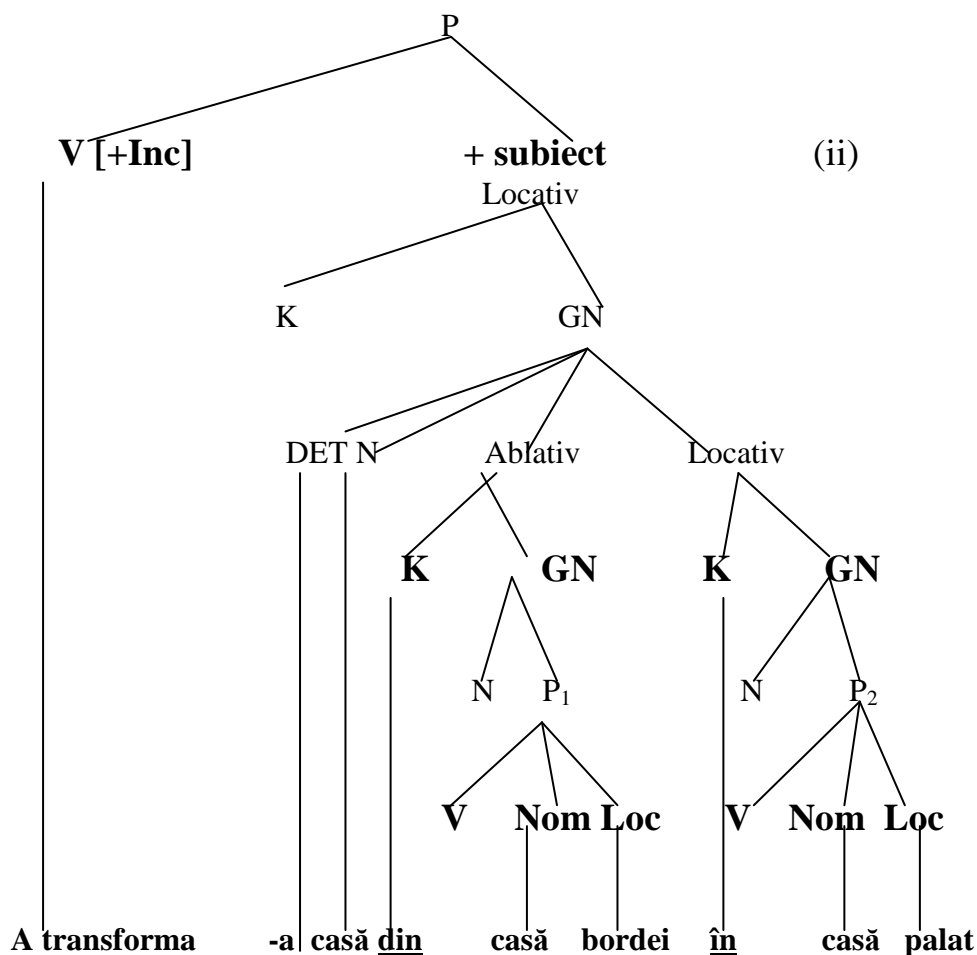 P
V [+Inc] + subiect (ii)
Locativ
K GN
DET N Ablativ Locativ
K GN K GN
N P₁ N P₂
V Nom Loc V Nom Loc
A transforma -a casă din casă bordei în casă palat